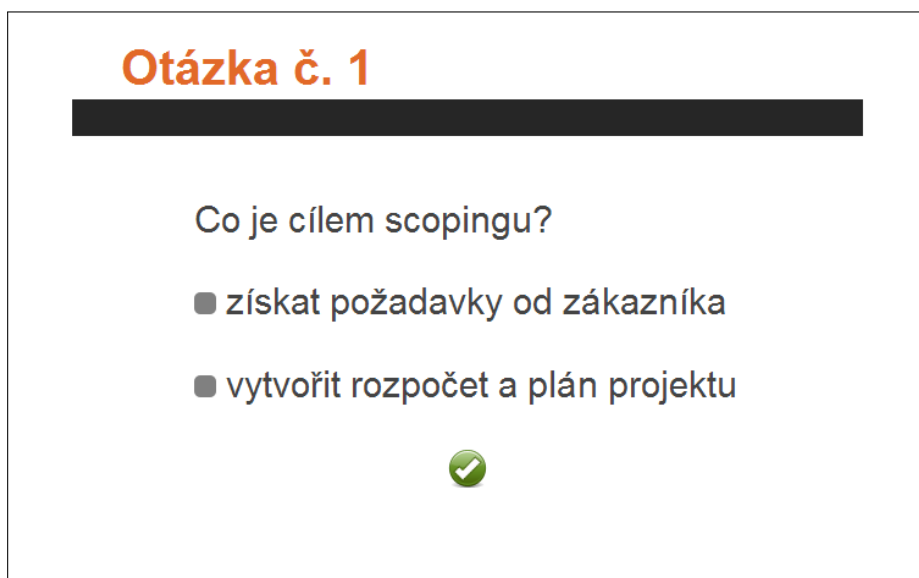 Otázka č. 1
Co je cílem scopingu?
získat požadavky od zákazníka
vytvořit rozpočet a plán projektu